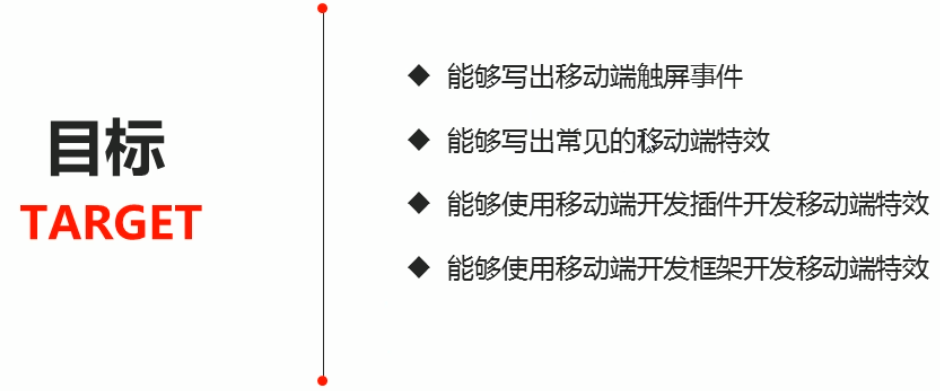 目标
TARGET
能够写出移动端触屏事件
能够写出常见的移动端特效
能够使用移动端开发插件开发移动端特效
能够使用移动端开发框架开发移动端特效